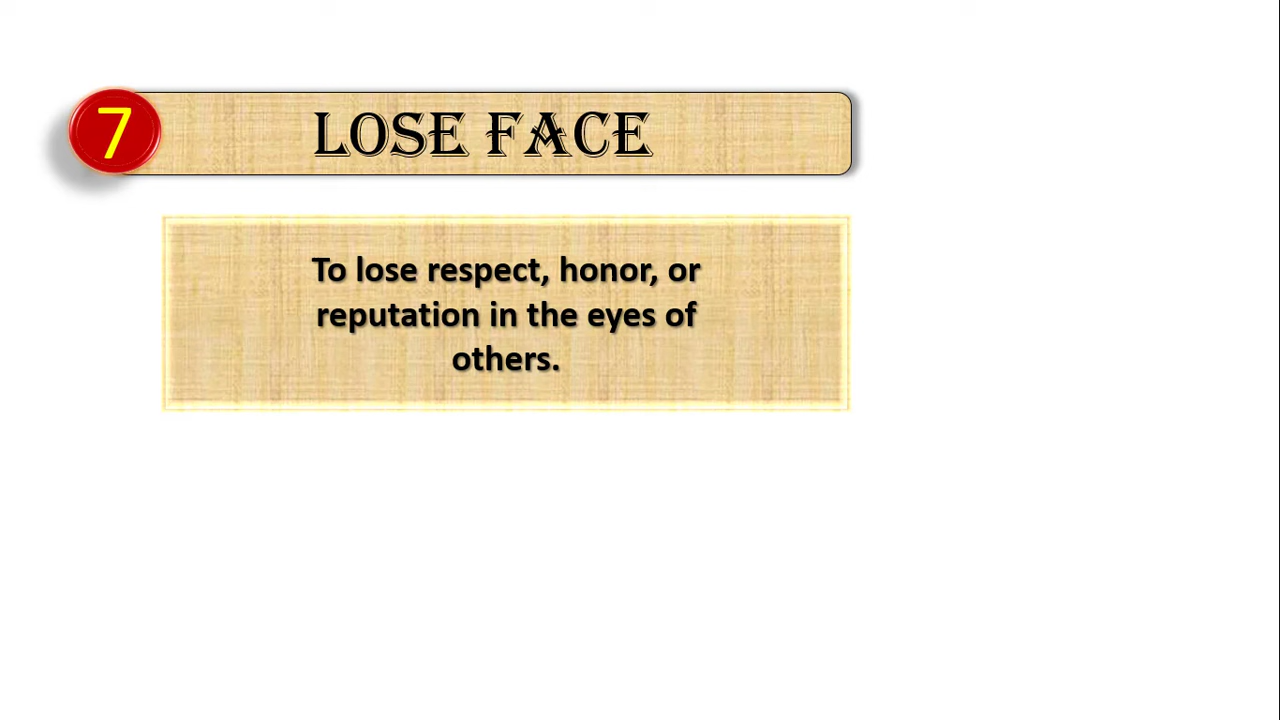 7
LOSE FACE
To lose respect, honor, or
reputation in the eyes of
others.